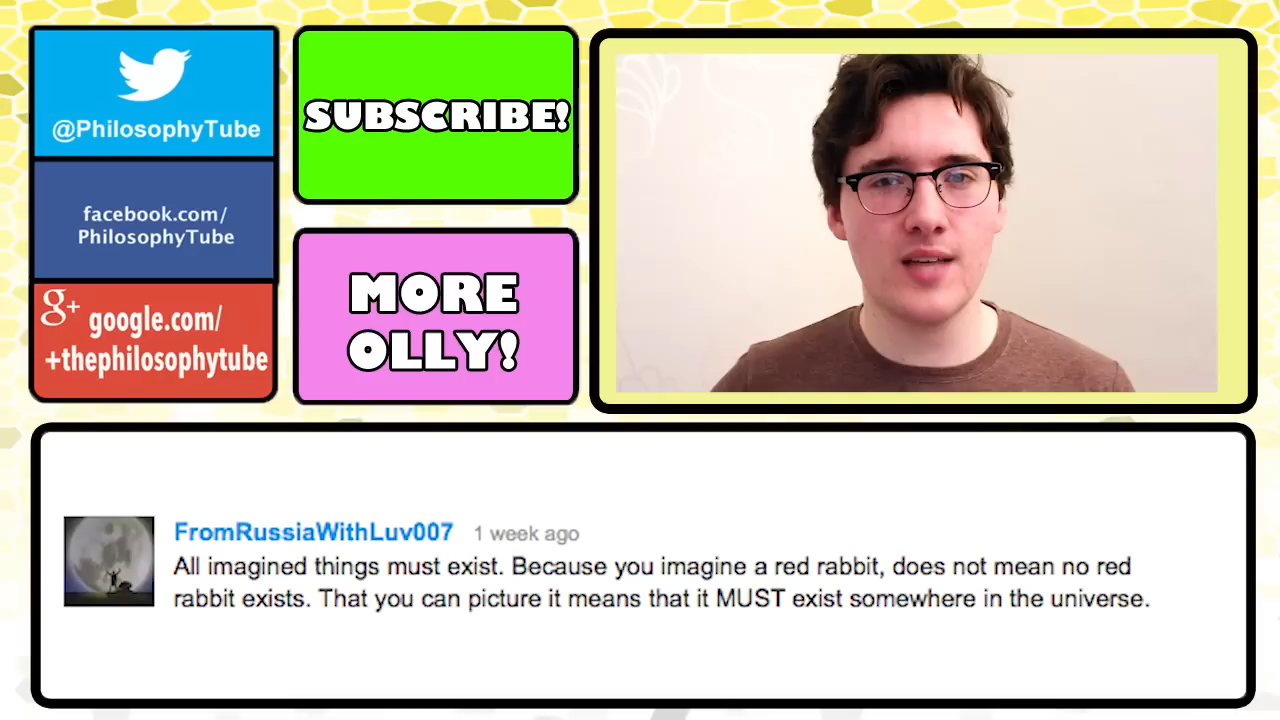 @PhilosophyTube
facebook.com/
PhilosophyTube
g+ google.com/
+thephilosophytube
SUBSCRIBE!
MORE
OLLY!
FromRussiaWithLuv007 1 week ago
All imagined things must exist. Because you imagine a red rabbit, does not mean no red
rabbit exists. That you can picture it means that it MUST exist somewhere in the universe.